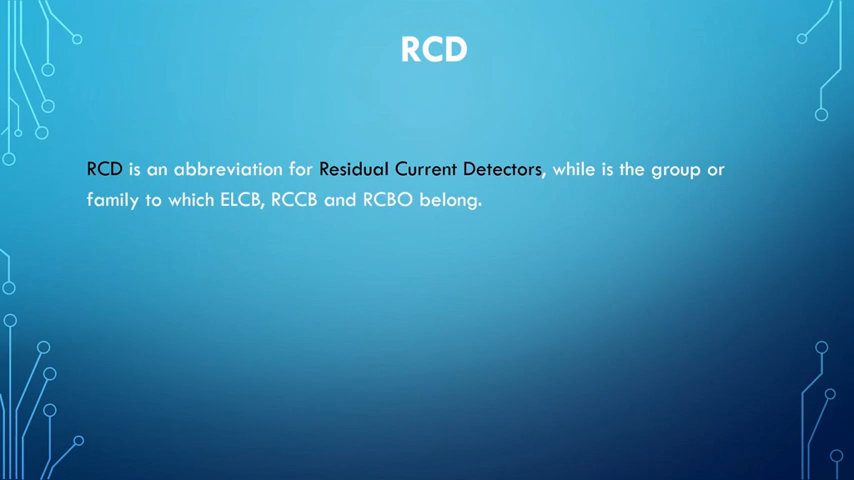 RCD
RCD is an abbreviation for Residual Current Detectors, while is the group or
family to which ELCB, RCCB and RCBO belong.